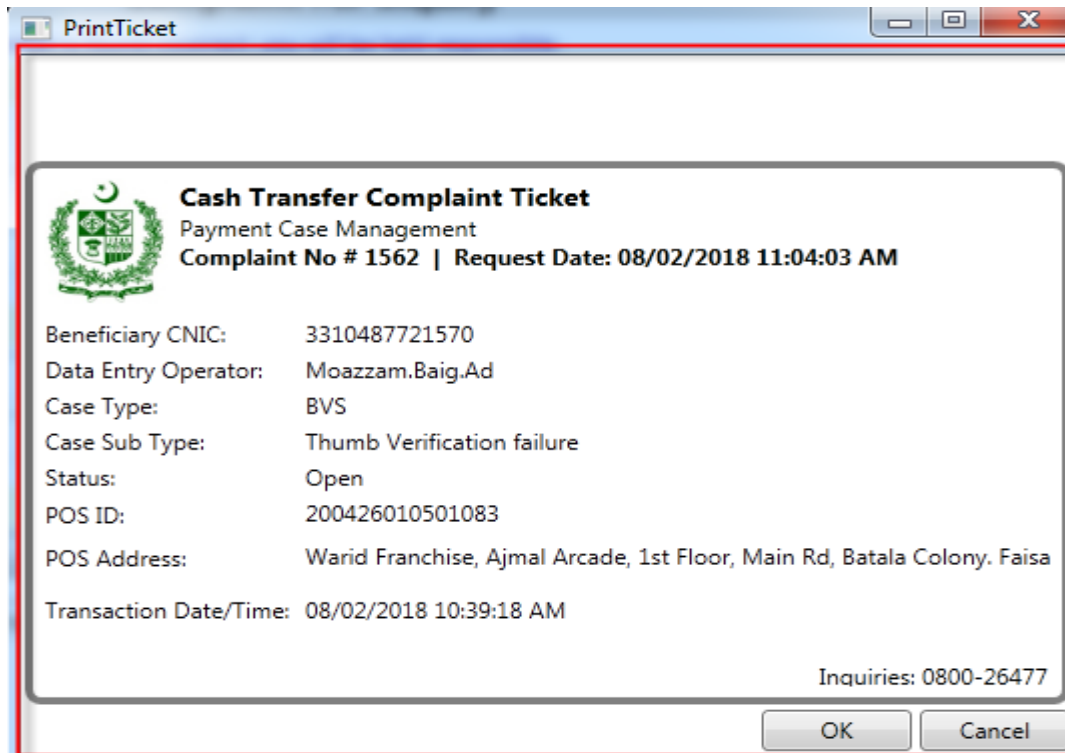 PrintTicket
Cash Transfer Complaint Ticket
Payment Case Management
Complaint No # 1562 | Request Date: 08/02/2018 11:04:03 AM
Beneficiary CNIC: 3310487721570
Data Entry Operator: Moazzam.Baig.Ad
Case Type: BVS
Case Sub Type: Thumb Verification failure
Status: Open
POS ID: 200426010501083
POS Address: Warid Franchise, Ajmal Arcade, 1st Floor, Main Rd, Batala Colony. Faisa
Transaction Date/Time: 08/02/2018 10:39:18 AM
Inquiries: 0800-26477
OK Cancel